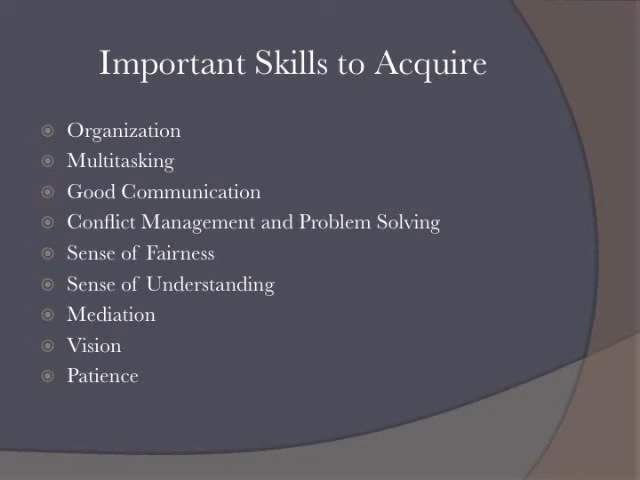 Important Skills to Acquire
Organization
Multitasking
Good Communication
Conflict Management and Problem Solving
Sense of Fairness
Sense of Understanding
Mediation
Vision
Patience